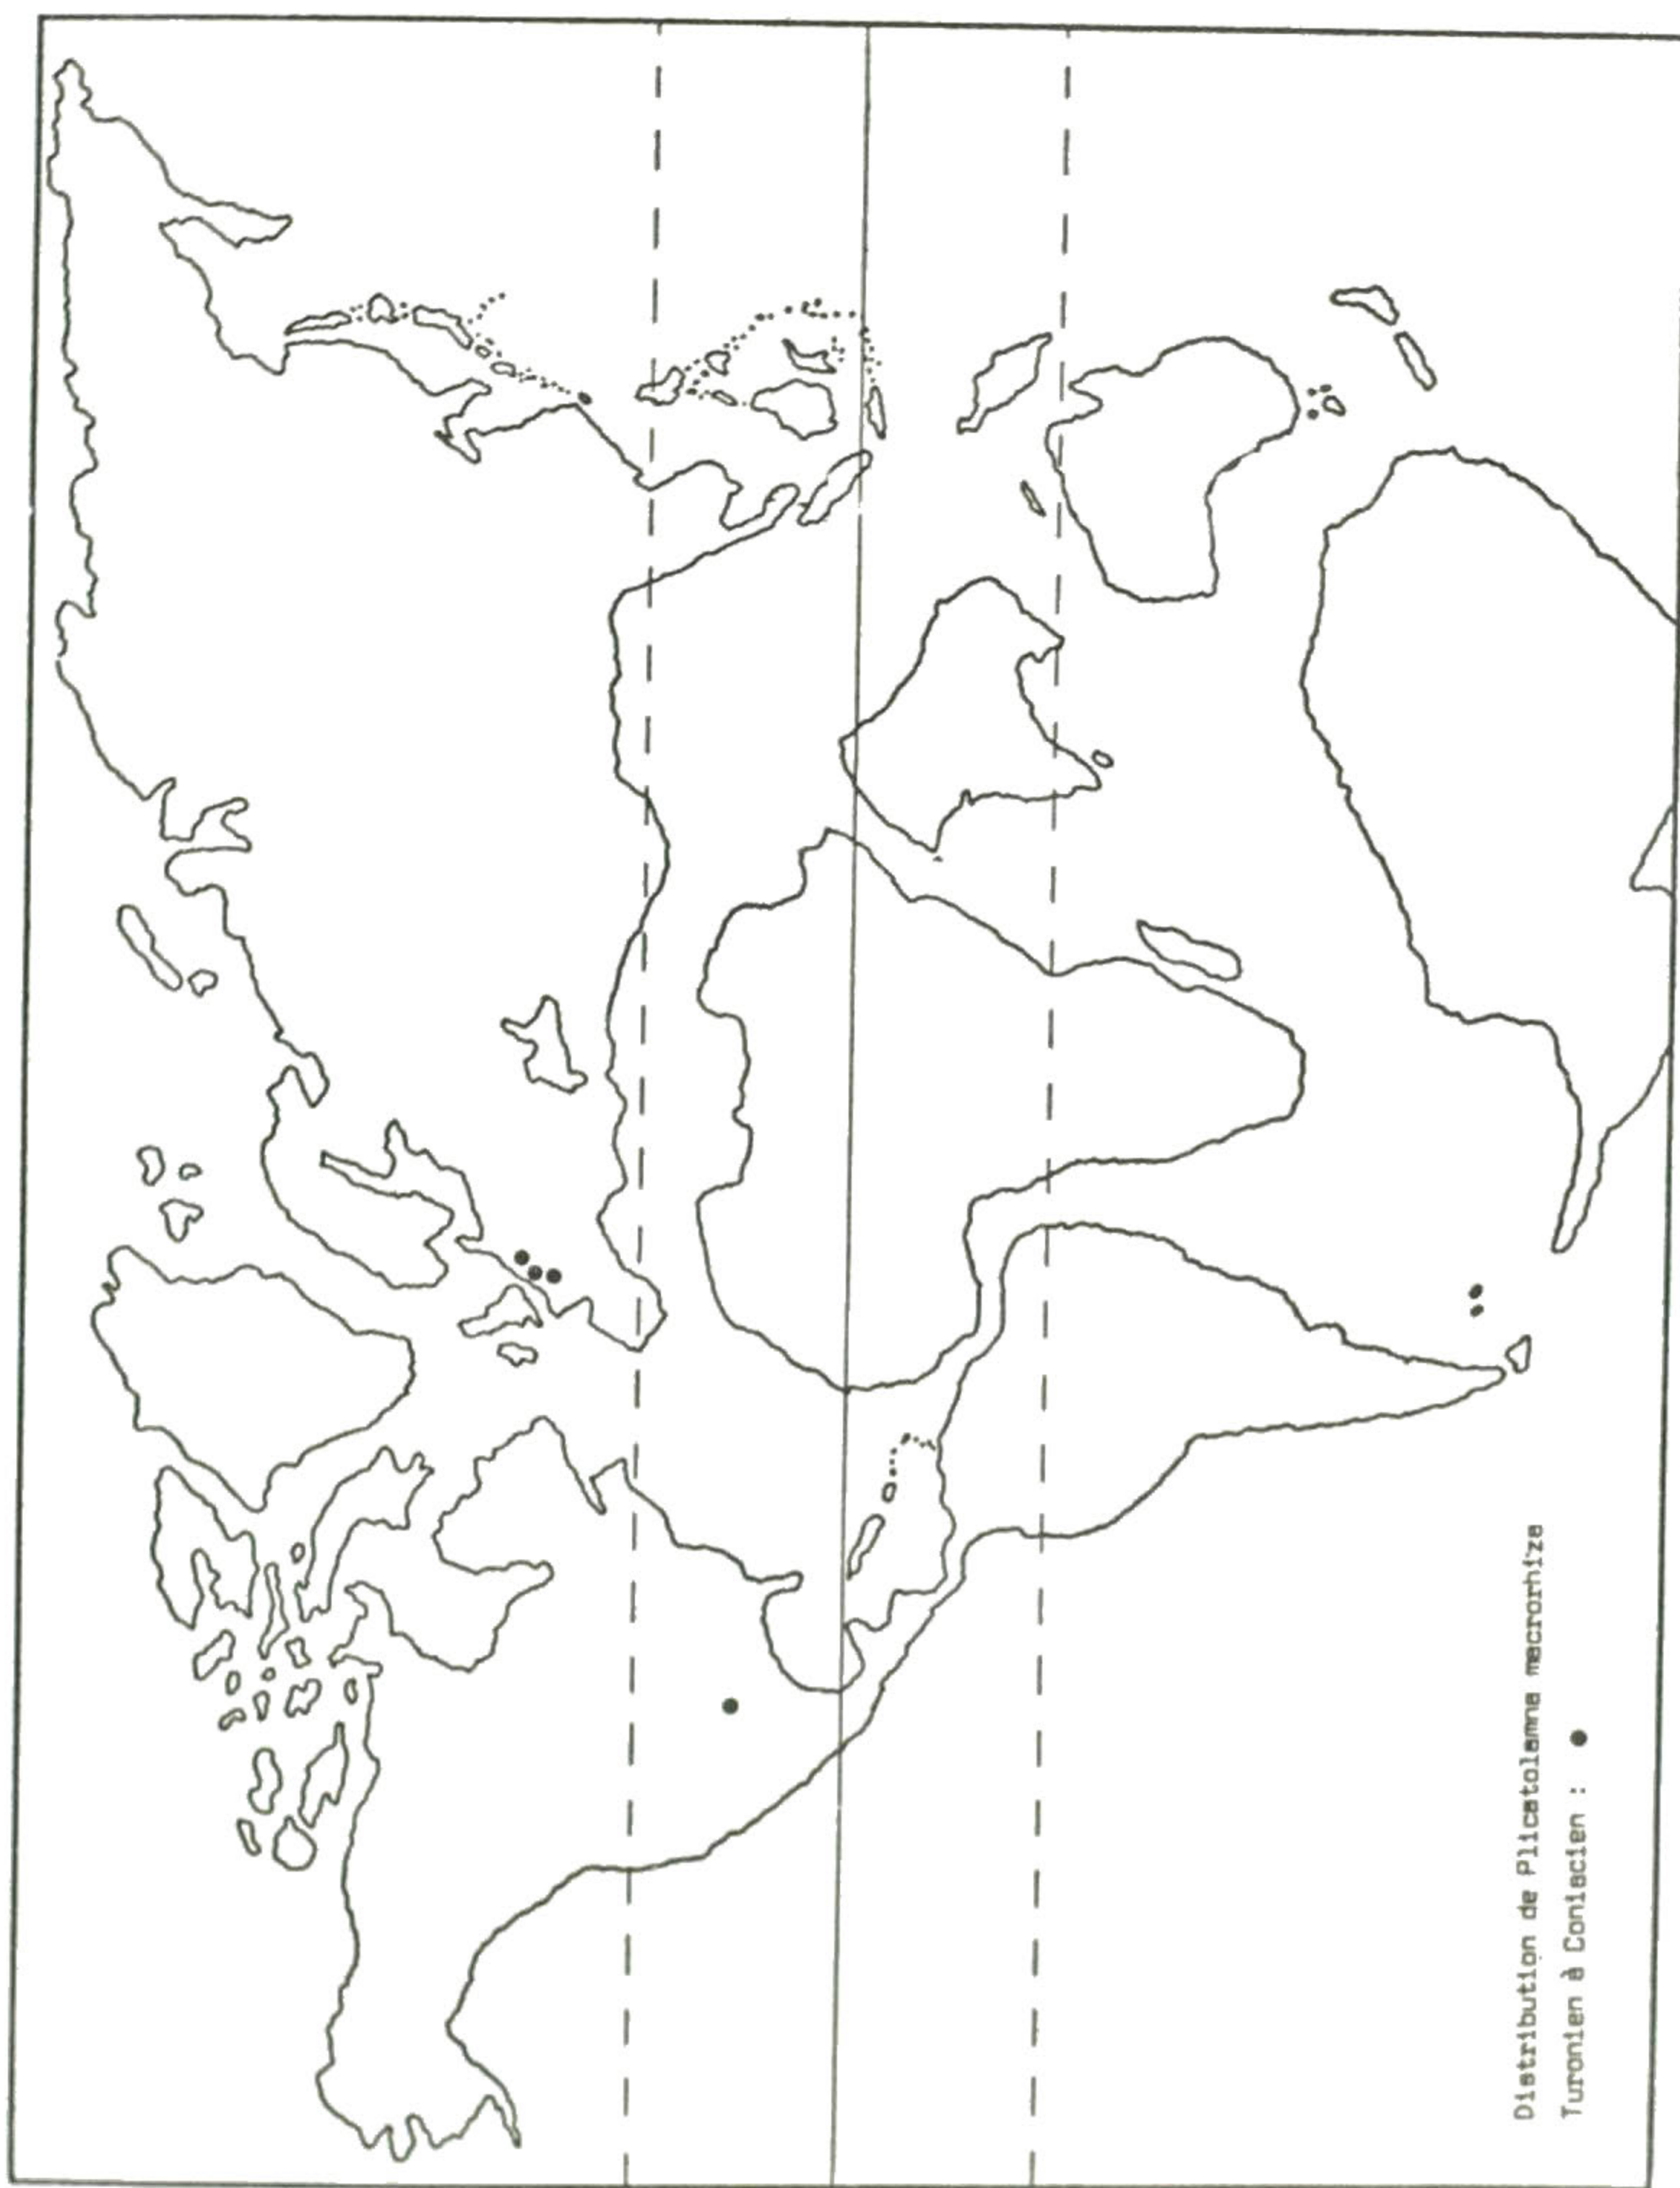 Distribution de Plicatolamna macrorhiza
Turonien à Coniacien : ●